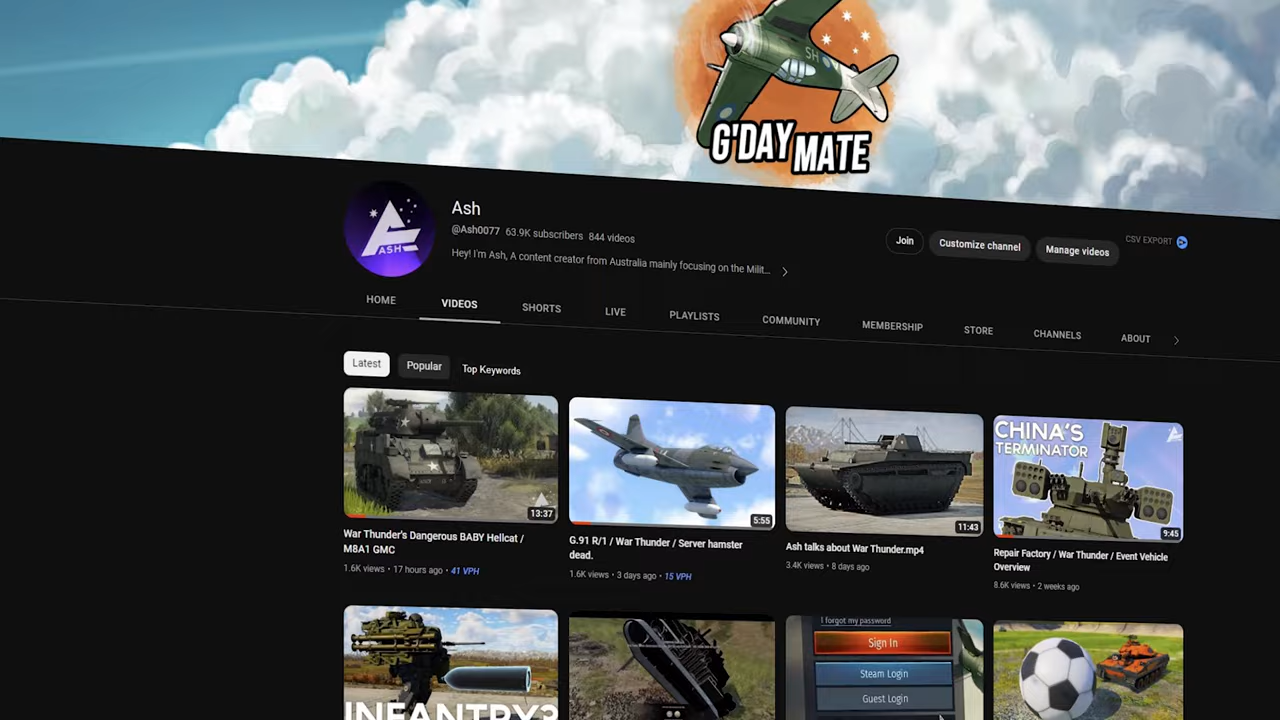 SH
G'DAY MATE
ASH
Ash
@Ash0077 63.9K subscribers 844 videos
Hey! I'm Ash, A content creator from Australia mainly focusing on the Milit...
Join
Customize channel
Manage videos
CSV EXPORT
HOME
VIDEOS
SHORTS
LIVE
PLAYLISTS
COMMUNITY
MEMBERSHIP
STORE
CHANNELS
ABOUT
Latest
Popular
Top Keywords
13:37
War Thunder's Dangerous BABY Hellcat /
M8A1 GMC
1.6K views • 17 hours ago • 41 VPH
5:55
G.91 R/1 / War Thunder / Server hamster
dead.
1.6K views • 3 days ago • 15 VPH
11:43
Ash talks about War Thunder.mp4
3.4K views • 8 days ago
CHINA'S
TERMINATOR
9:45
Repair Factory / War Thunder / Event Vehicle
Overview
8.6K views • 2 weeks ago
INFANTRY?
I forgot my password
Sign In
Steam Login
Guest Login